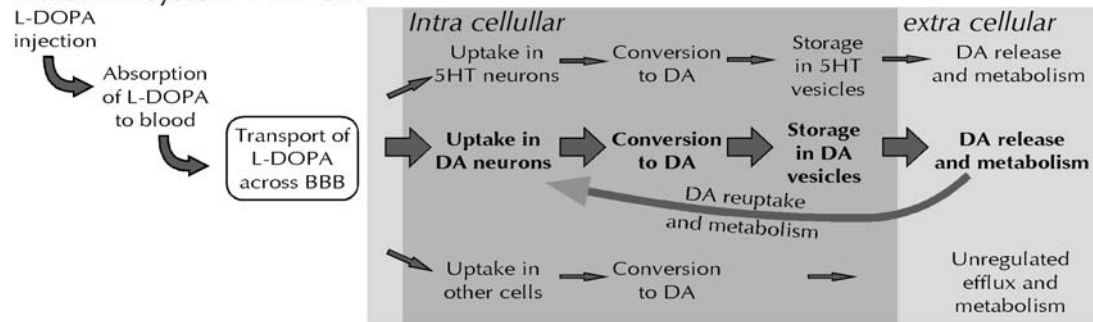 L-DOPA
injection
Absorption
of L-DOPA
to blood
Transport of
L-DOPA
across BBB
Intra cellular
extra cellular
Uptake in
5HT neurons
Conversion
to DA
Storage
in 5HT
vesicles
DA release
and metabolism
Uptake in
DA neurons
Conversion
to DA
Storage
in DA
vesicles
DA release
and metabolism
DA reuptake
and metabolism
Uptake in
other cells
Conversion
to DA
Unregulated
efflux and
metabolism